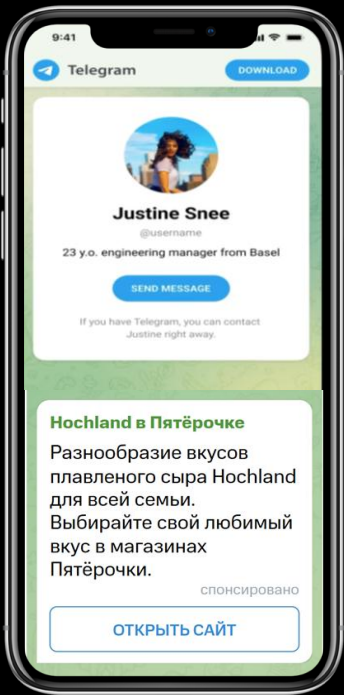 9:41
Telegram
DOWNLOAD
Justine Snee
@username
23 y.o. engineering manager from Basel
SEND MESSAGE
If you have Telegram, you can contact
Justine right away.
Hochland в Пятёрочке
Разнообразие вкусов
плавленого сыра Hochland
для всей семьи.
Выбирайте свой любимый
вкус в магазинах
Пятёрочки.
спонсировано
ОТКРЫТЬ САЙТ